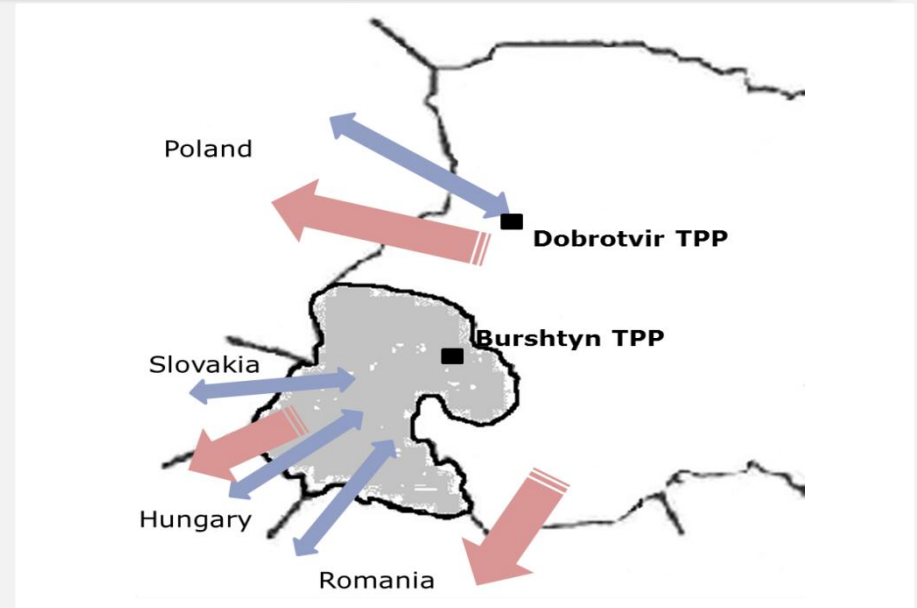 Poland
Dobrotvir TPP
Burshtyn TPP
Slovakia
Hungary
Romania